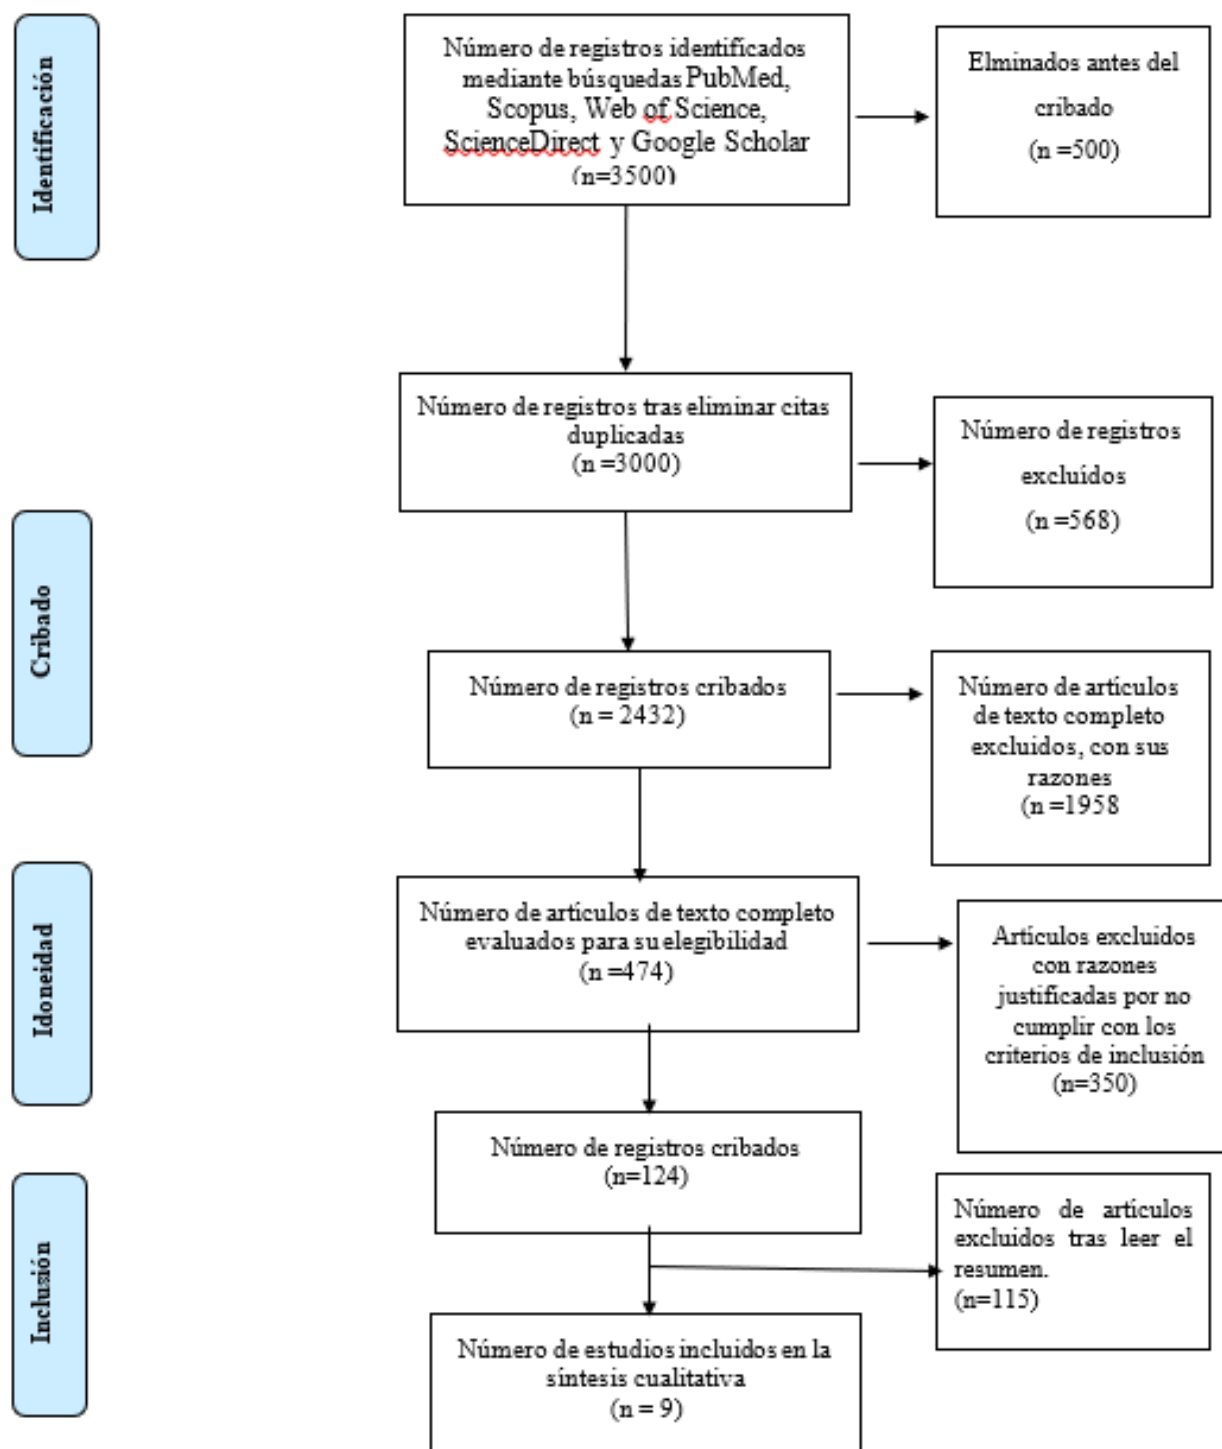 Identificación
Número de registros identificados
mediante búsquedas PubMed,
Scopus, Web of Science,
ScienceDirect y Google Scholar
(n=3500)
Elminados antes del
cribado
(n =500)
Número de registros tras eliminar citas
duplicadas
(n =3000)
Número de registros
excluídos
(n =568)
Cribado
Número de registros cribados
(n = 2432)
Número de artículos
de texto completo
excluidos, con sus
razones
(n =1958
Idoneidad
Número de artículos de texto completo
evaluados para su elegibilidad
(n =474)
Artículos excluidos
con razones
justificadas por no
cumplir con los
criterios de inclusión
(n=350)
Número de registros cribados
(n=124)
Inclusión
Número de artículos
excluidos tras leer el
resumen.
(n=115)
Número de estudios incluidos en la
síntesis cualitativa
(n = 9)